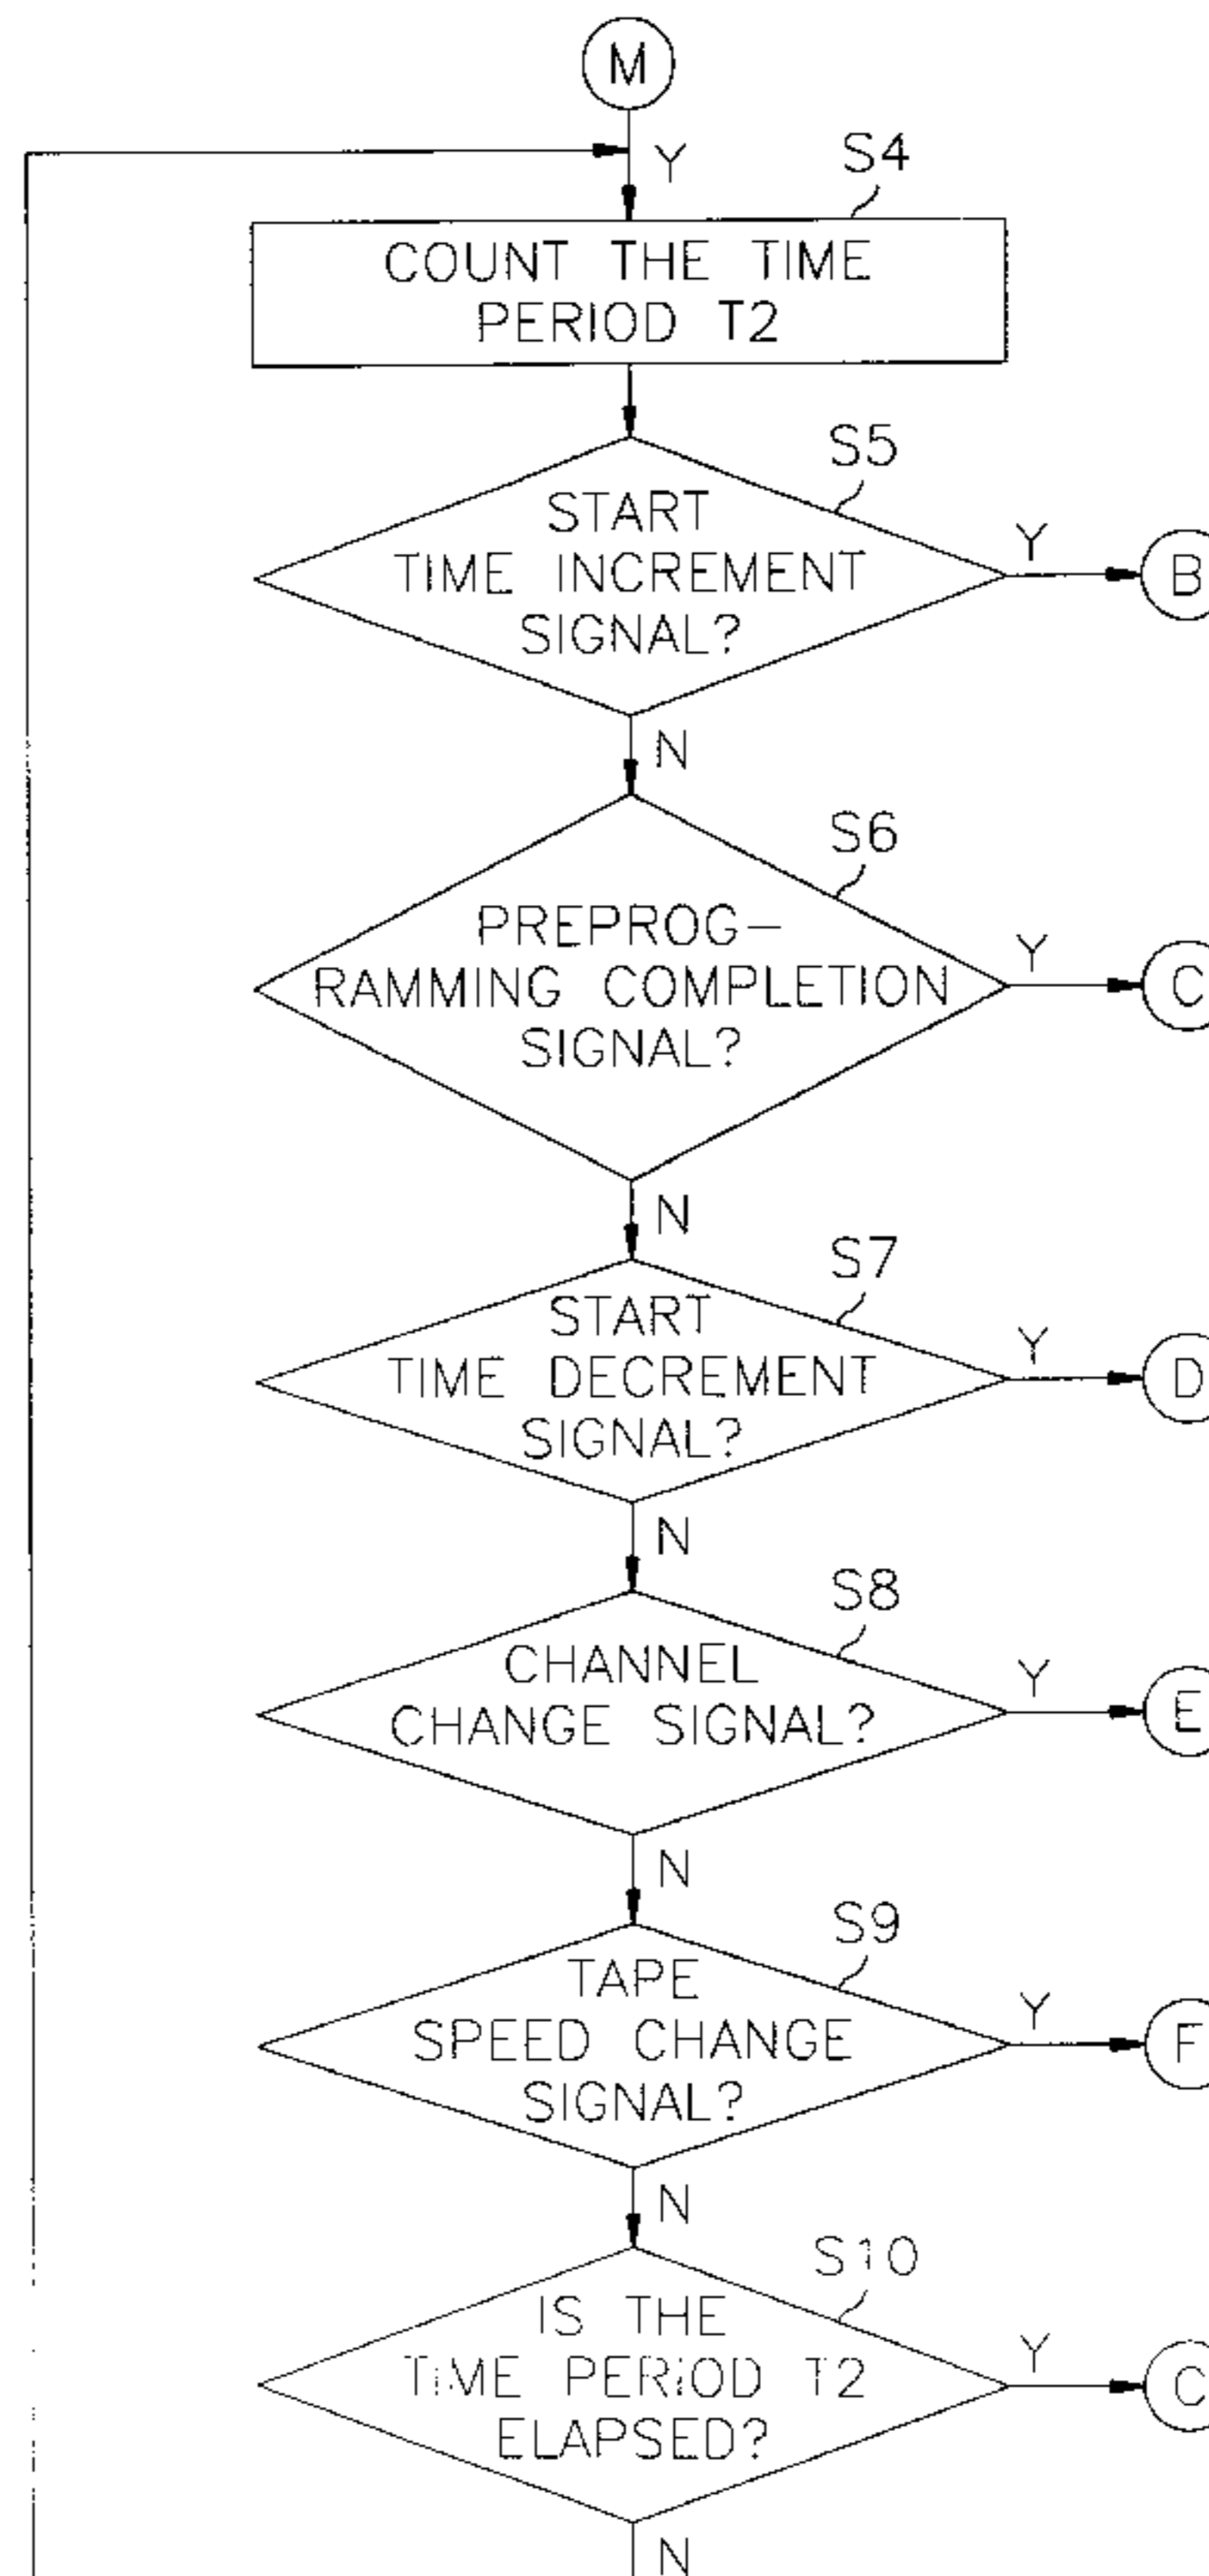 M
Y
S4
COUNT THE TIME
PERIOD T2
S5
START
TIME INCREMENT
SIGNAL?
Y
B
N
S6
PREPROG-
RAMMING COMPLETION
SIGNAL?
Y
C
N
S7
START
TIME DECREMENT
SIGNAL?
Y
D
N
S8
CHANNEL
CHANGE SIGNAL?
Y
E
N
S9
TAPE
SPEED CHANGE
SIGNAL?
Y
F
N
S10
IS THE
TIME PERIOD T2
ELAPSED?
Y
C
N